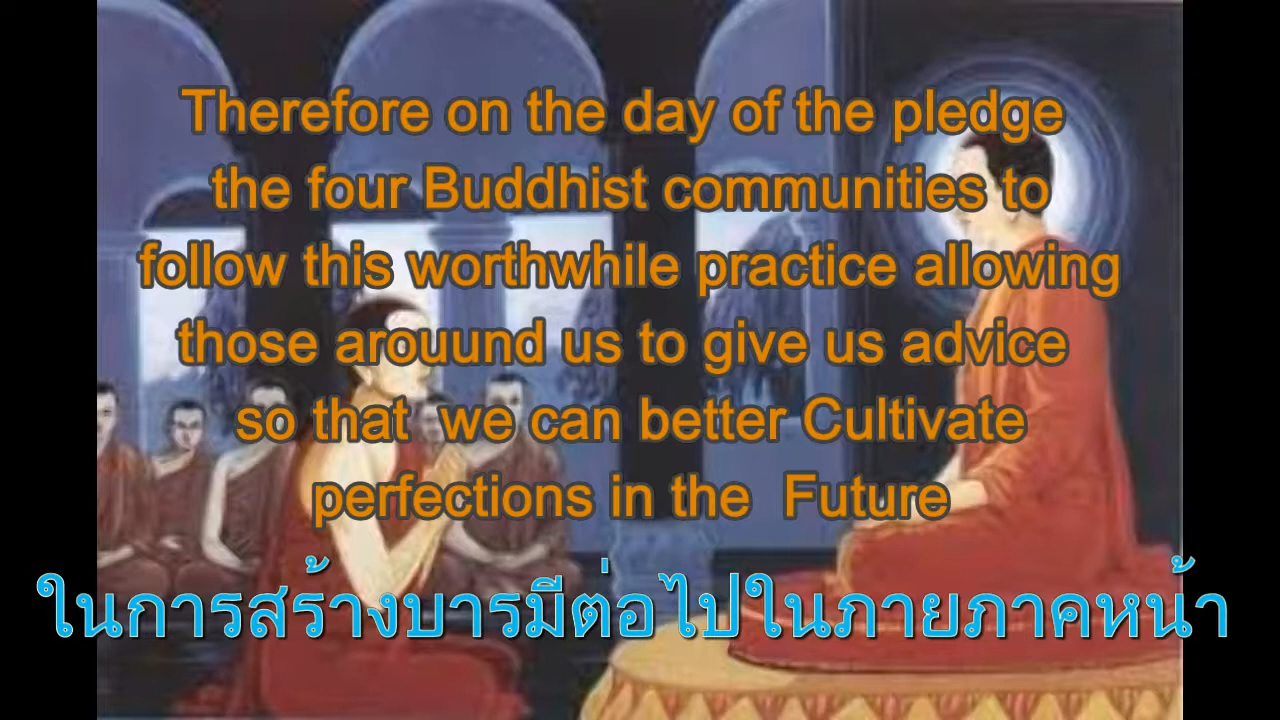 Therefore on the day of the pledge
the four Buddhist communities to
follow this worthwhile practice allowing
those arouund us to give us advice
so that  we can better Cultivate
perfections in the  Future
ในการสร้างบารมีต่อไปในภายภาคหน้า